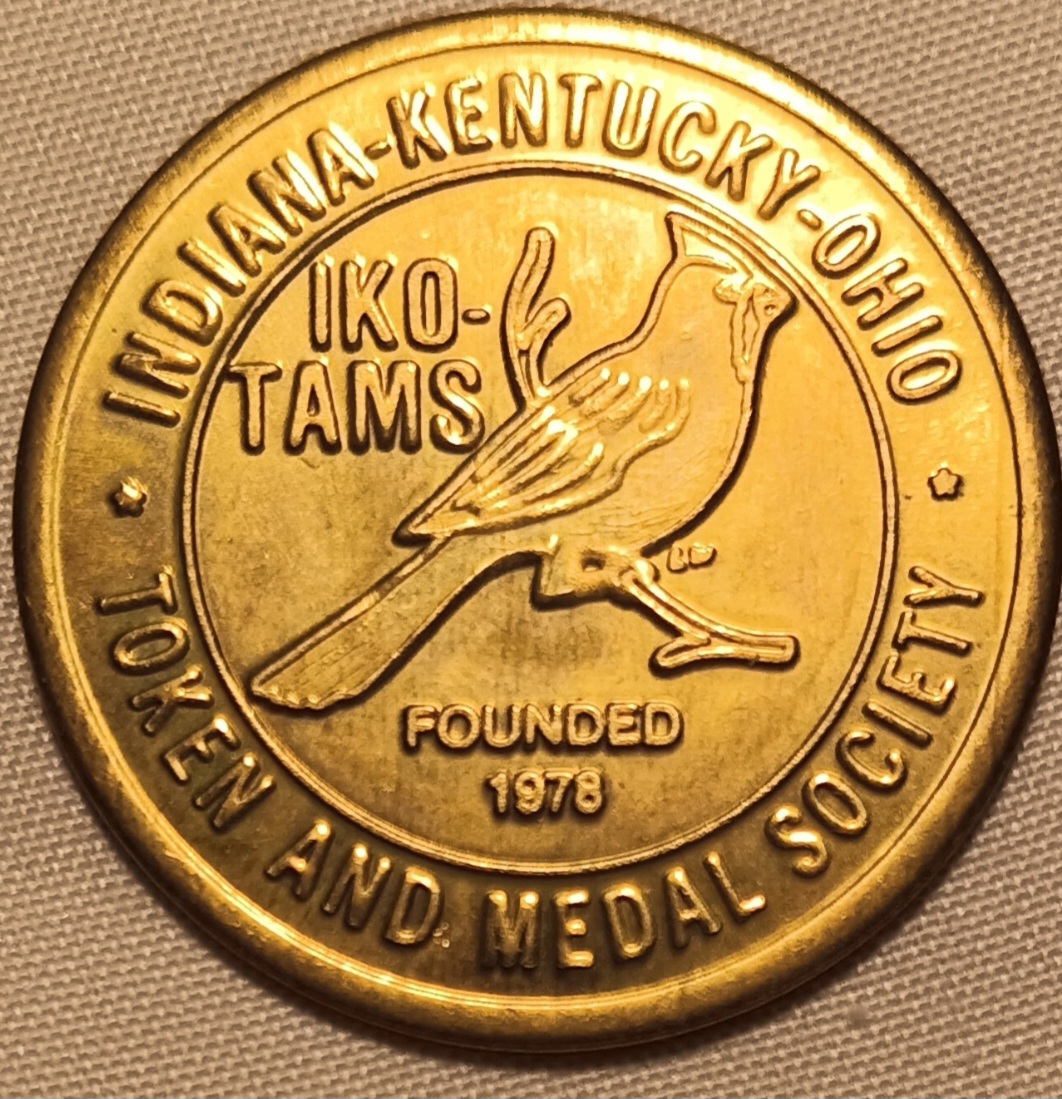 INDIANA-KENTUCKY-OHIO
IKO-
TAMS
FOUNDED
1978
TOKEN AND MEDAL SOCIETY